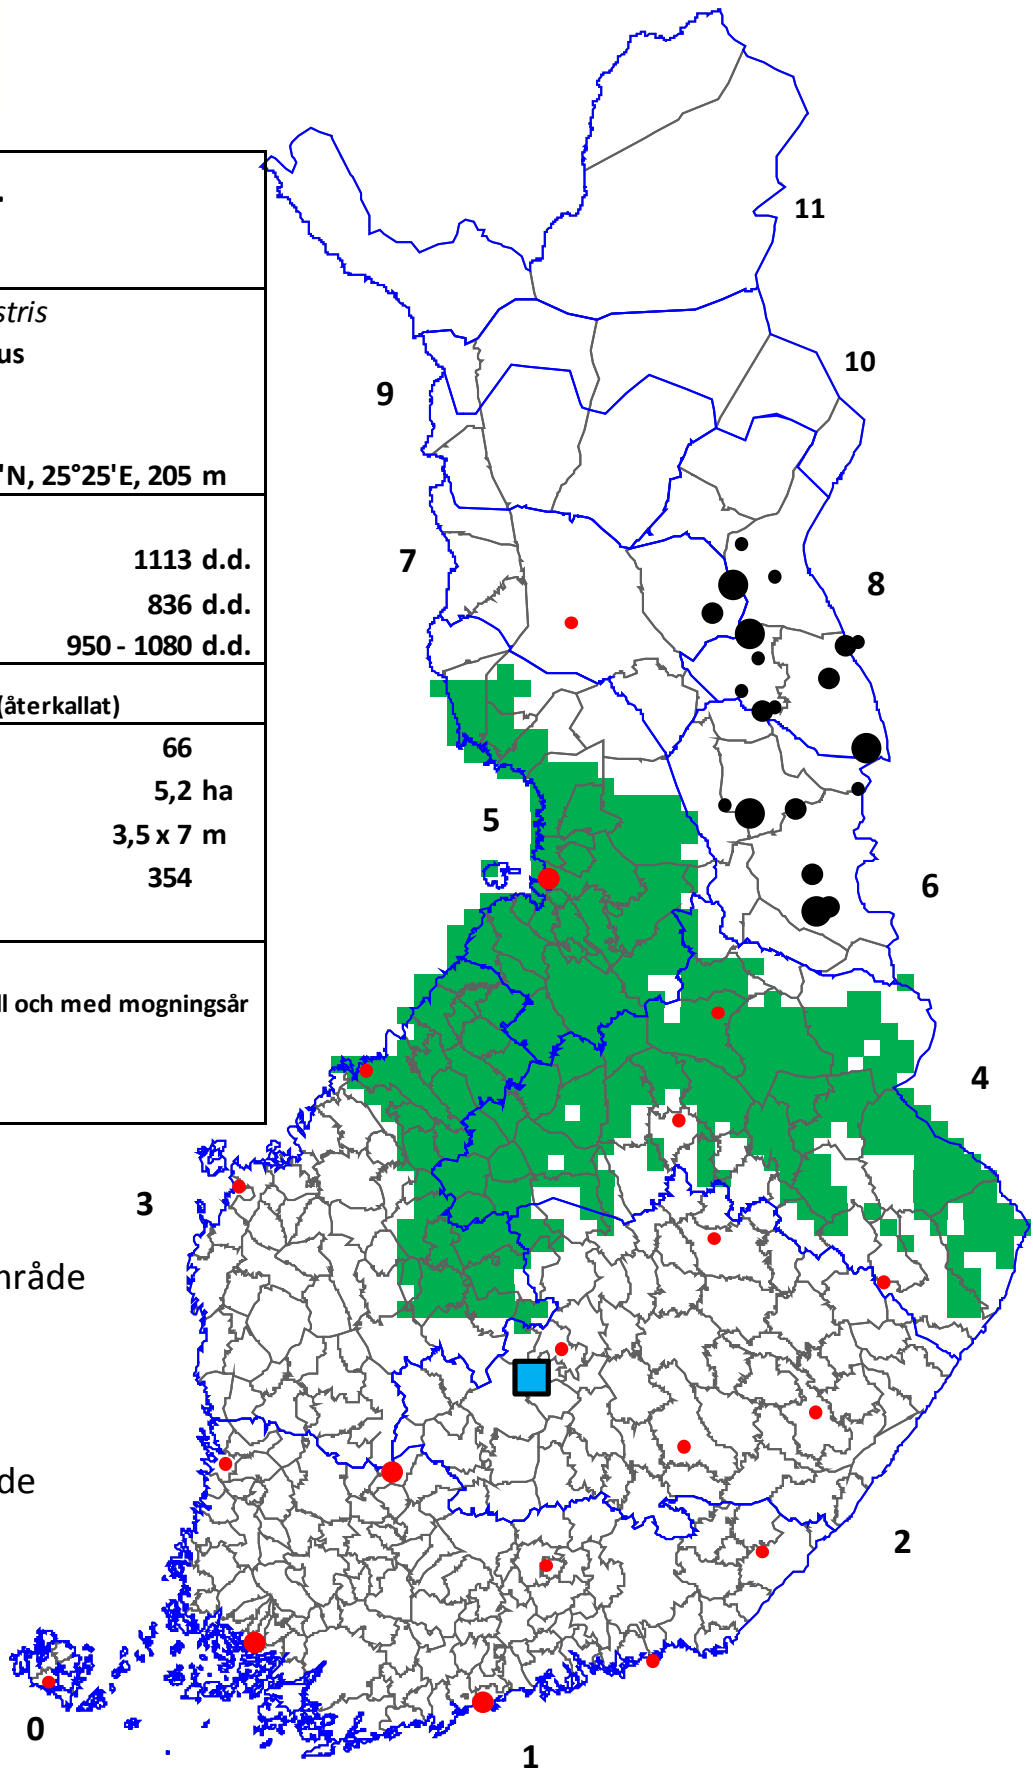 .
stris
us
'N, 25°25'E, 205 m
1113 d.d.
836 d.d.
950 - 1080 d.d.
(återkallat)
66
5,2 ha
3,5 x 7 m
354
ll och med mogningsår
mråde
de
11
10
9
8
7
6
5
4
3
2
1
0